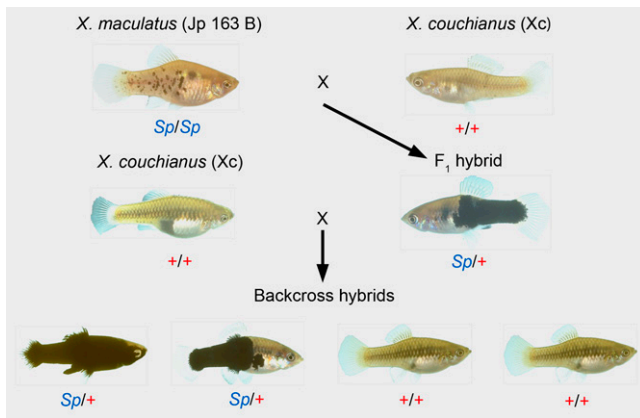 X. maculatus (Jp 163 B) X. couchianus (Xc)
X
Sp/Sp +/+
X. couchianus (Xc) F₁ hybrid
X
+/+ Sp/+
Backcross hybrids
Sp/+ Sp/+ +/+ +/+